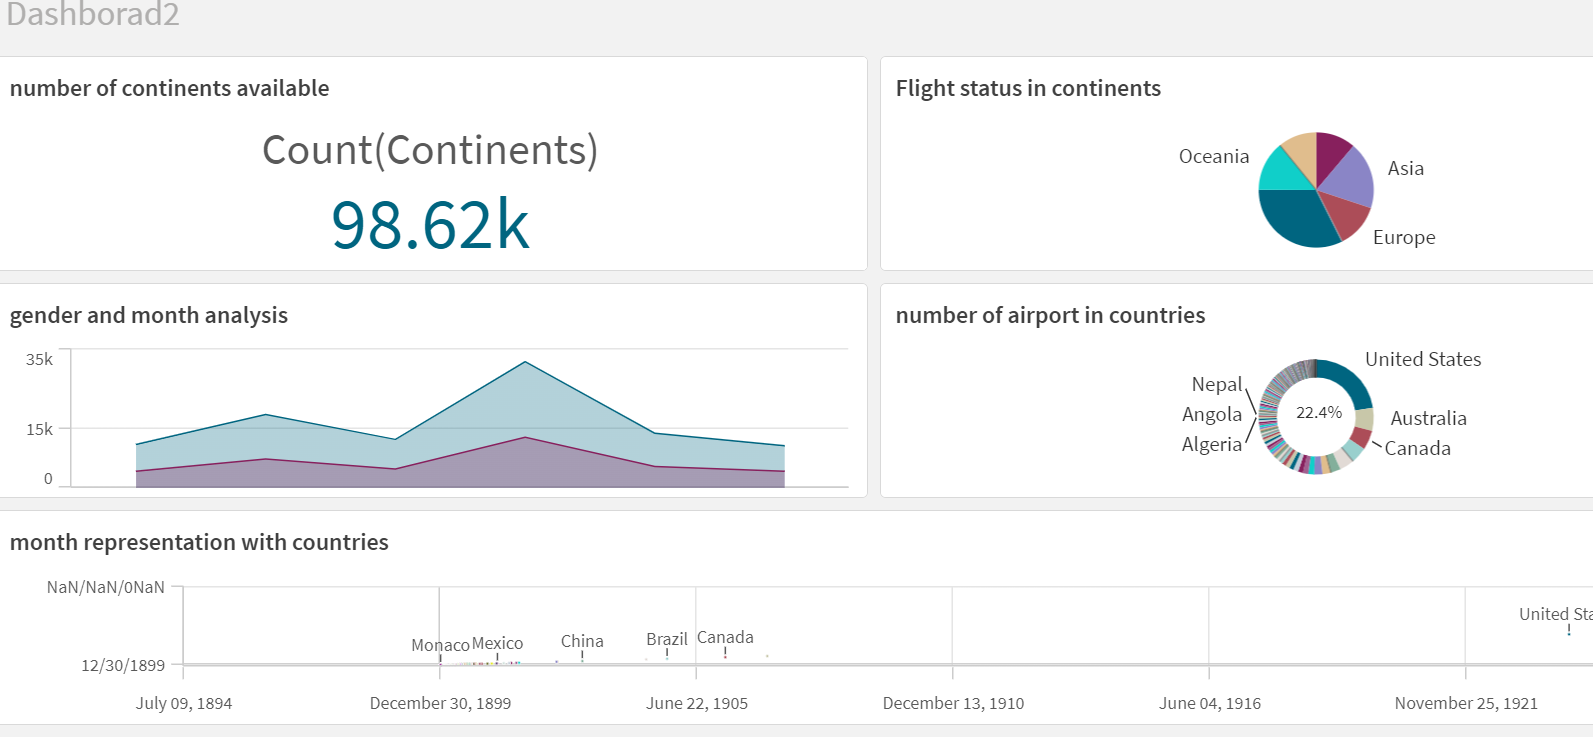 Dashborad2
number of continents available
Count(Continents)
98.62k
Flight status in continents
Oceania
Asia
Europe
gender and month analysis
35k
15k
0
number of airport in countries
United States
Nepal
Angola
22.4%
Australia
Algeria
Canada
month representation with countries
NaN/NaN/0NaN
United Sta
Monaco Mexico China Brazil Canada
12/30/1899
July 09, 1894 December 30, 1899 June 22, 1905 December 13, 1910 June 04, 1916 November 25, 1921